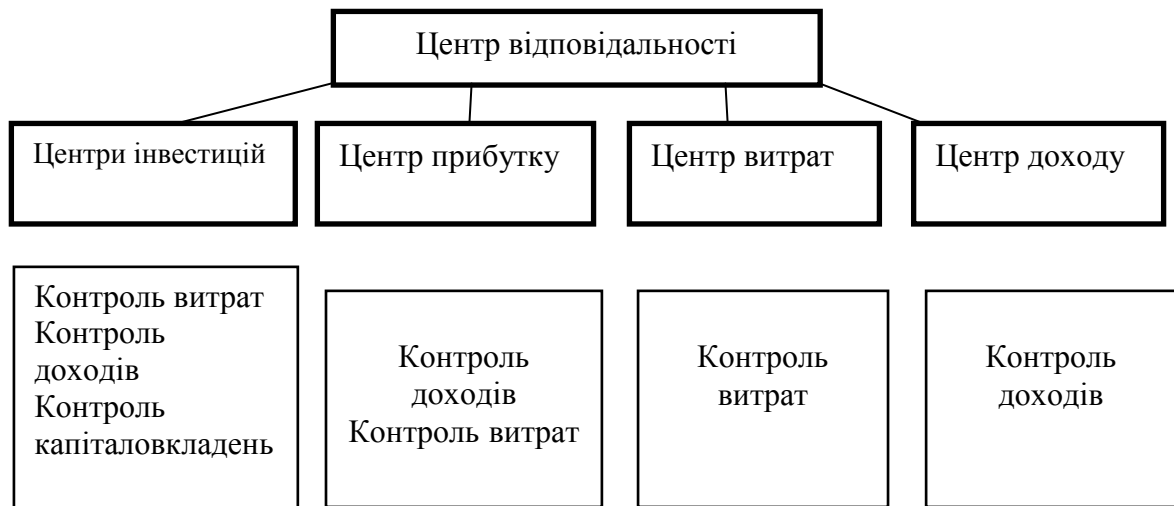 Центр відповідальності
Центри інвестицій
Центр прибутку
Центр витрат
Центр доходу
Контроль витрат
Контроль
доходів
Контроль
капіталовкладень
Контроль
доходів
Контроль витрат
Контроль
витрат
Контроль
доходів